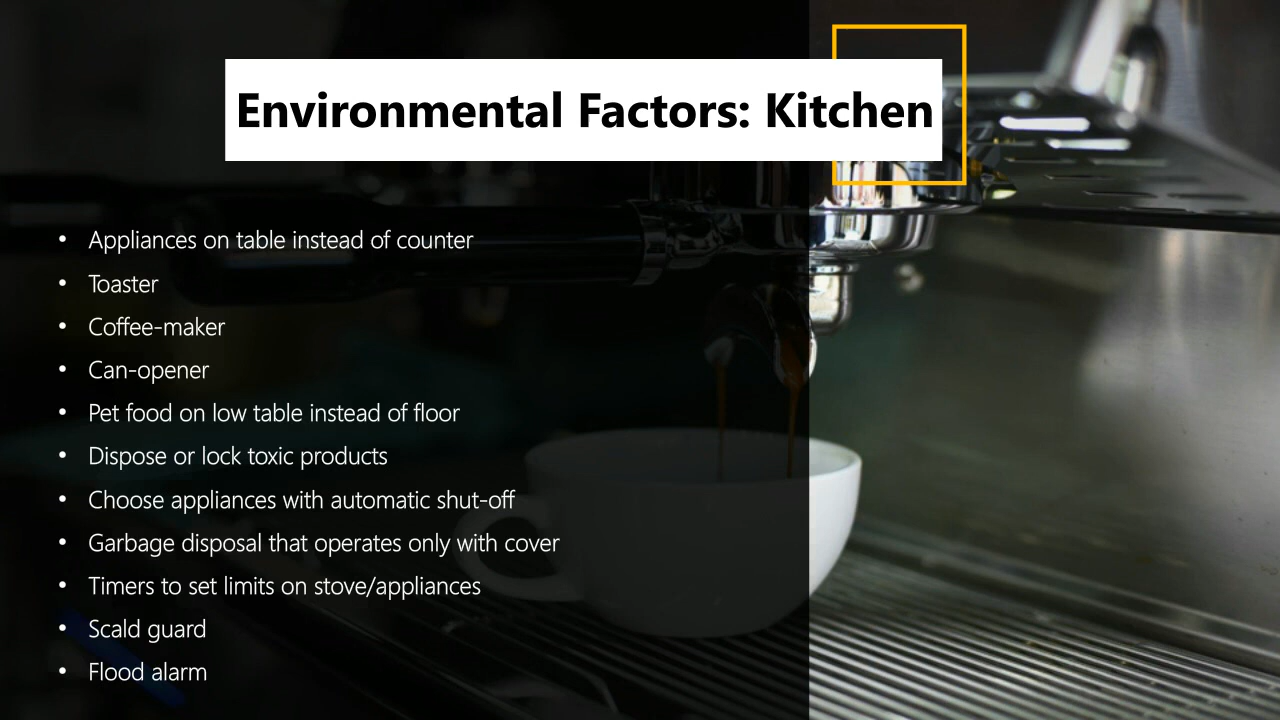 Environmental Factors: Kitchen
• Appliances on table instead of counter
• Toaster
• Coffee-maker
• Can-opener
• Pet food on low table instead of floor
• Dispose or lock toxic products
• Choose appliances with automatic shut-off
• Garbage disposal that operates only with cover
• Timers to set limits on stove/appliances
• Scald guard
• Flood alarm